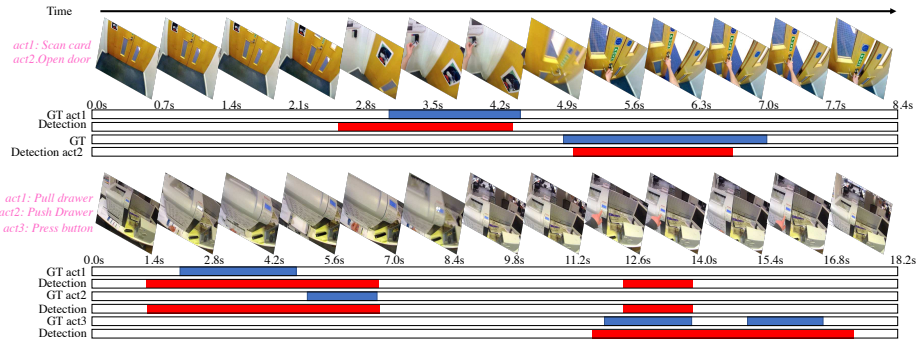 Time
act1: Scan card
act2.Open door
0.0s 0.7s 1.4s 2.1s 2.8s 3.5s 4.2s 4.9s 5.6s 6.3s 7.0s 7.7s 8.4s
GT act1
Detection
GT
Detection act2
act1: Pull drawer
act2: Push Drawer
act3: Press button
0.0s 1.4s 2.8s 4.2s 5.6s 7.0s 8.4s 9.8s 11.2s 12.6s 14.0s 15.4s 16.8s 18.2s
GT act1
Detection
GT act2
Detection
GT act3
Detection